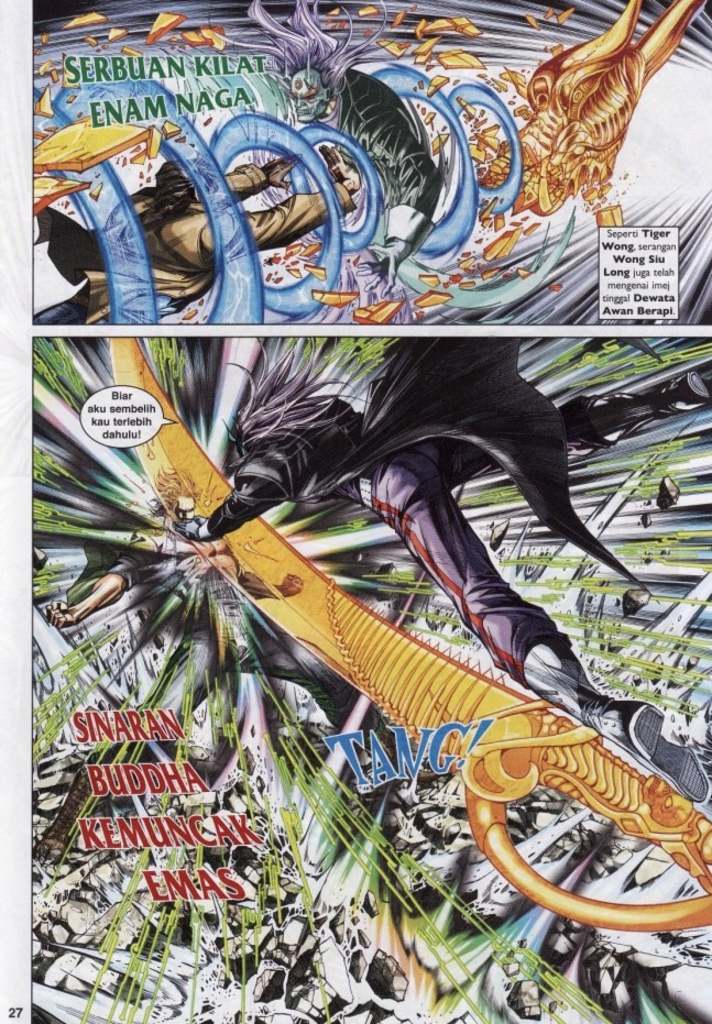 SERBUAN KILAT
ENAM NAGA
Seperti Tiger
Wong, serangan
Wong Siu
Long juga telah
mengenai imej
tinggal Dewata
Awan Berapi.
Biar
aku sembelih
kau terlebih
dahulu!
SINARAN
BUDDHA
KEMUNCAK
EMAS
TANG!
27